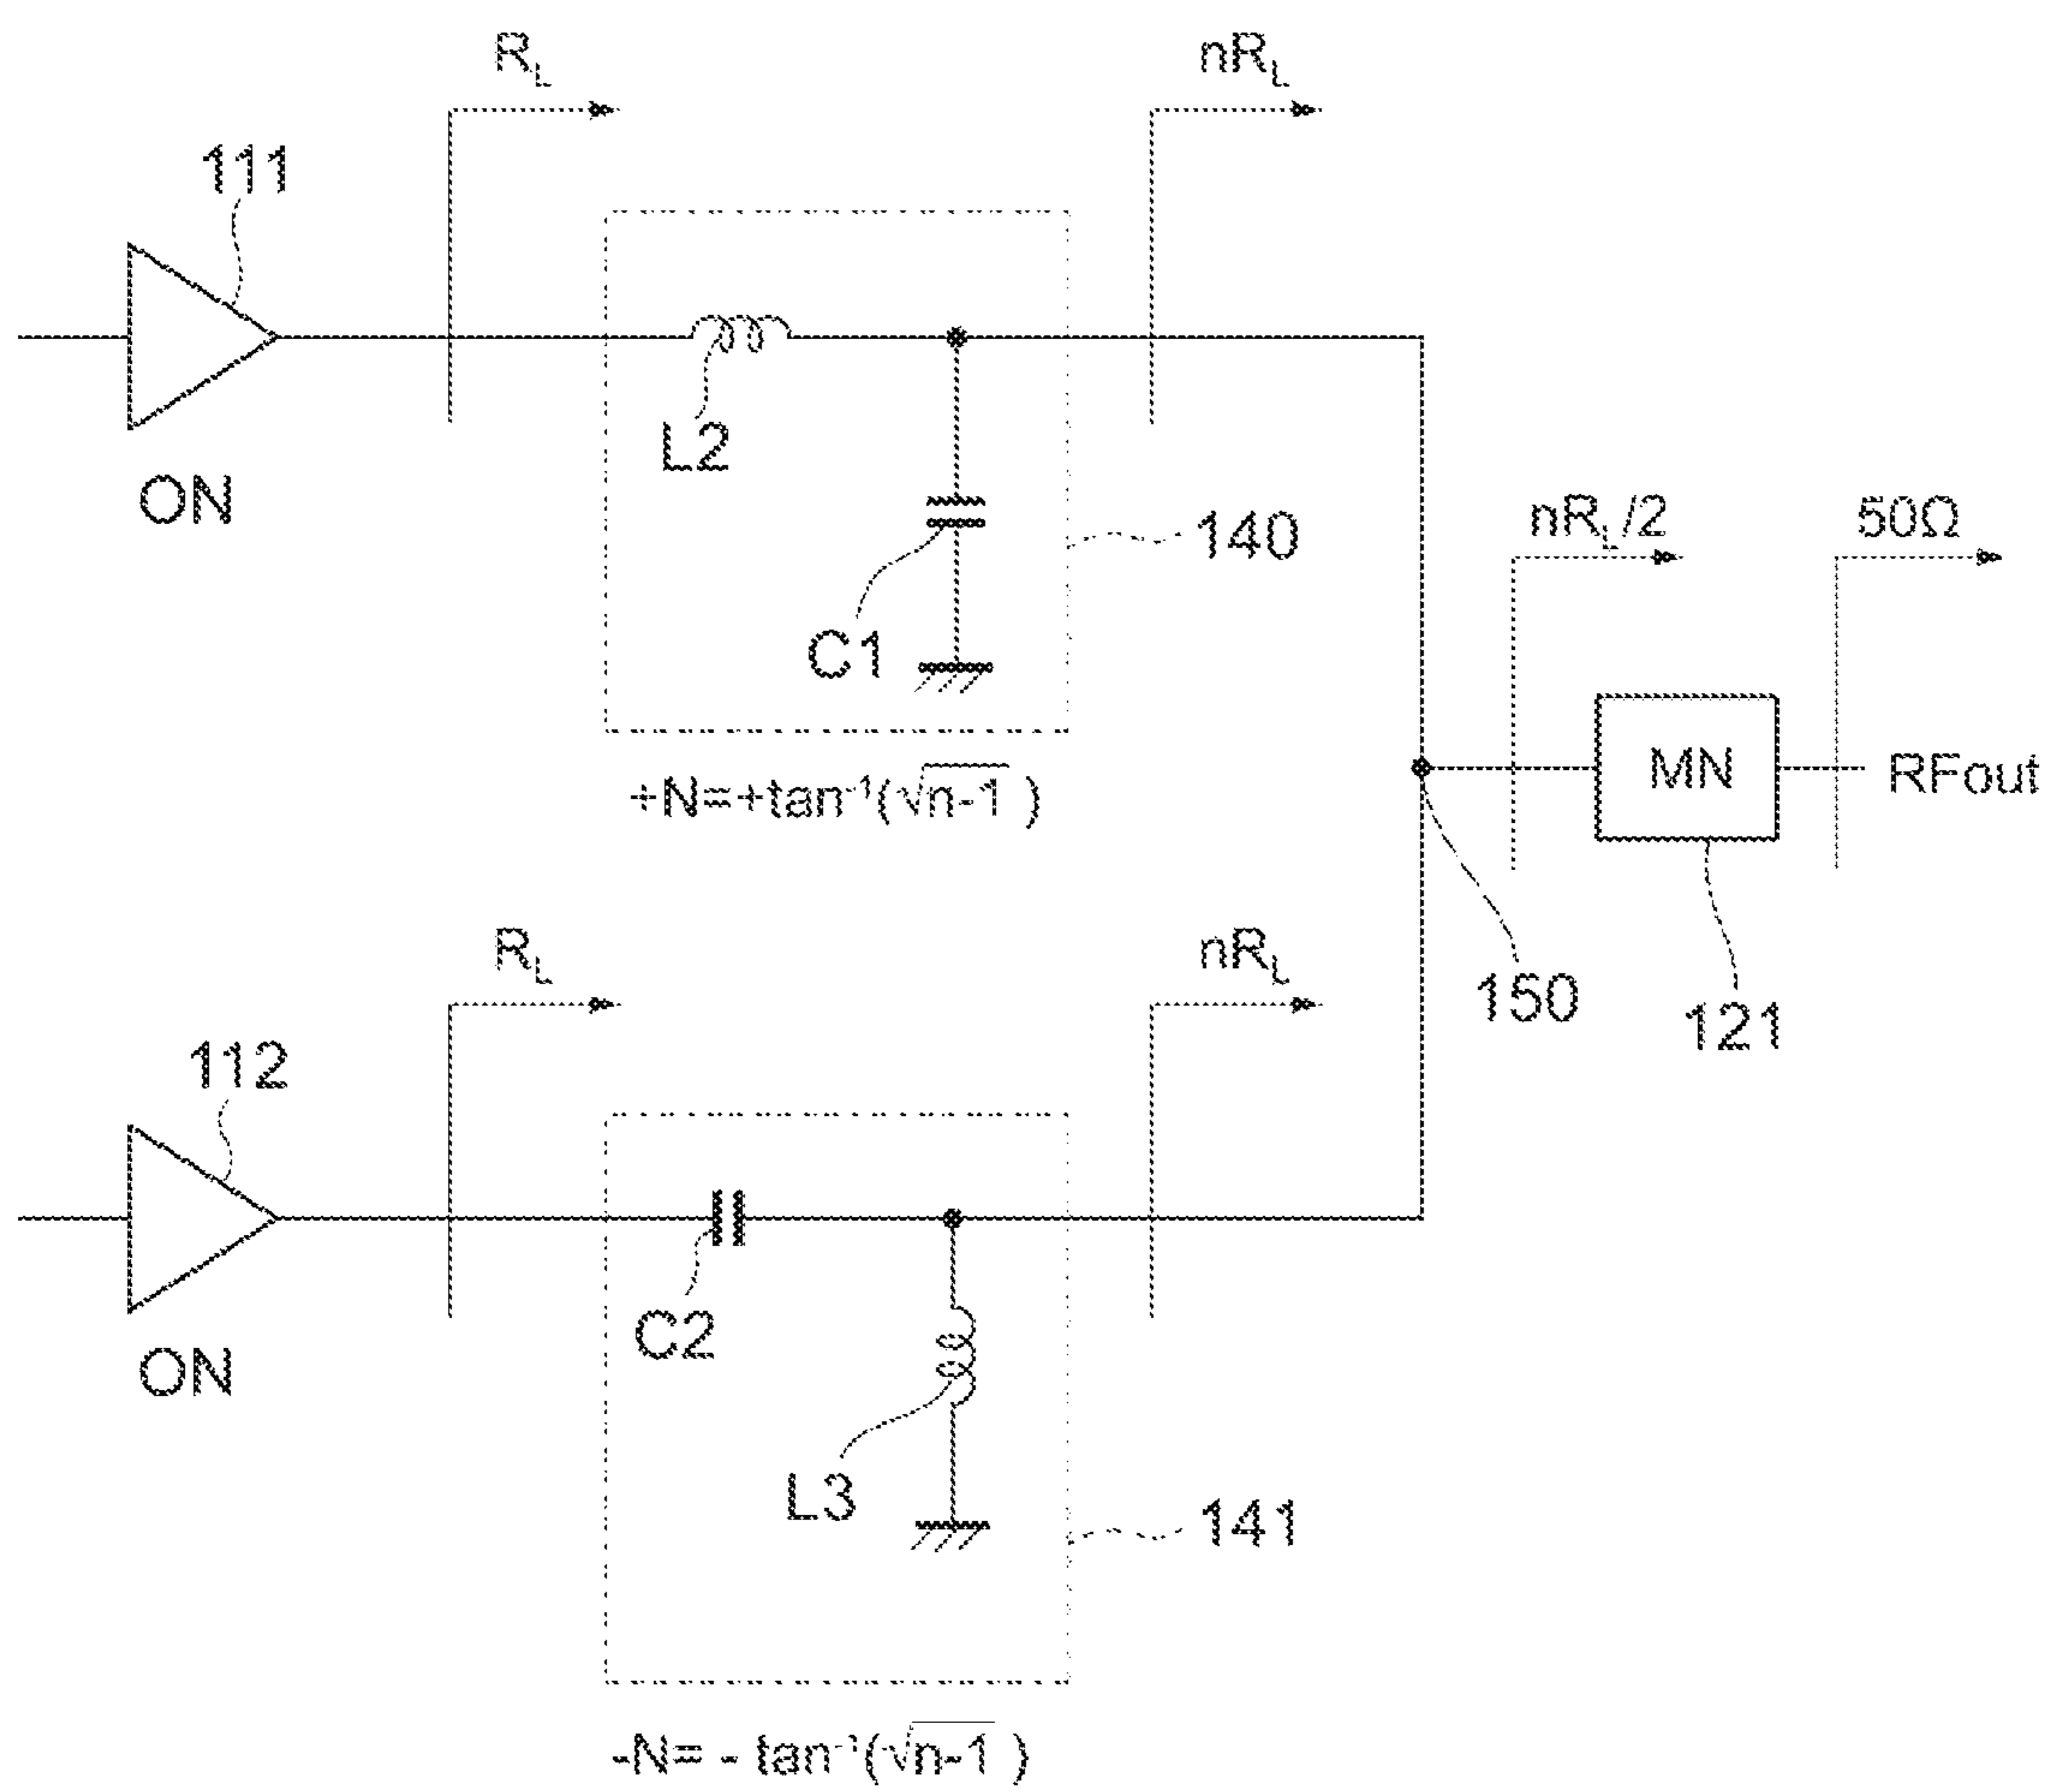 R_L
nR_L
111
ON
L2
C1
140
+N=+tan⁻¹(√n-1 )
nR_L/2
50Ω
MN
RFout
150
121
R_L
nR_L
112
ON
C2
L3
141
-N= - tan⁻¹(√n-1 )